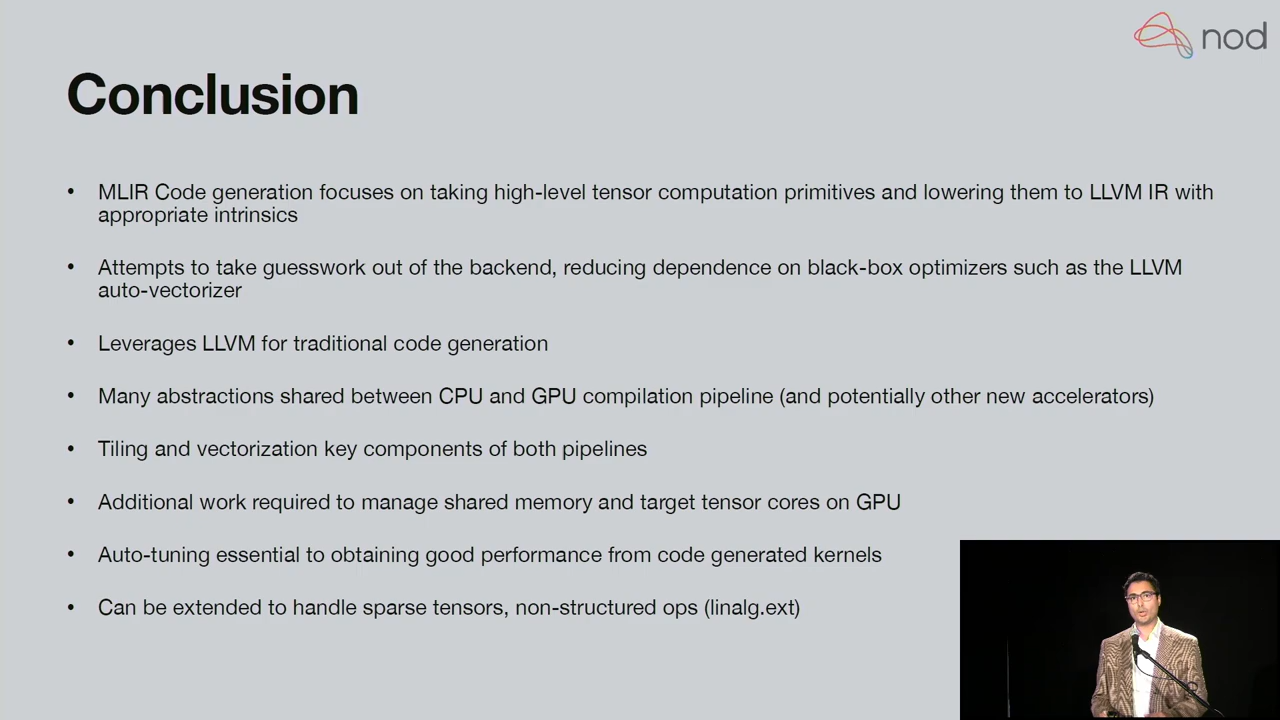 nod
Conclusion
• MLIR Code generation focuses on taking high-level tensor computation primitives and lowering them to LLVM IR with
appropriate intrinsics
• Attempts to take guesswork out of the backend, reducing dependence on black-box optimizers such as the LLVM
auto-vectorizer
• Leverages LLVM for traditional code generation
• Many abstractions shared between CPU and GPU compilation pipeline (and potentially other new accelerators)
• Tiling and vectorization key components of both pipelines
• Additional work required to manage shared memory and target tensor cores on GPU
• Auto-tuning essential to obtaining good performance from code generated kernels
• Can be extended to handle sparse tensors, non-structured ops (linalg.ext)